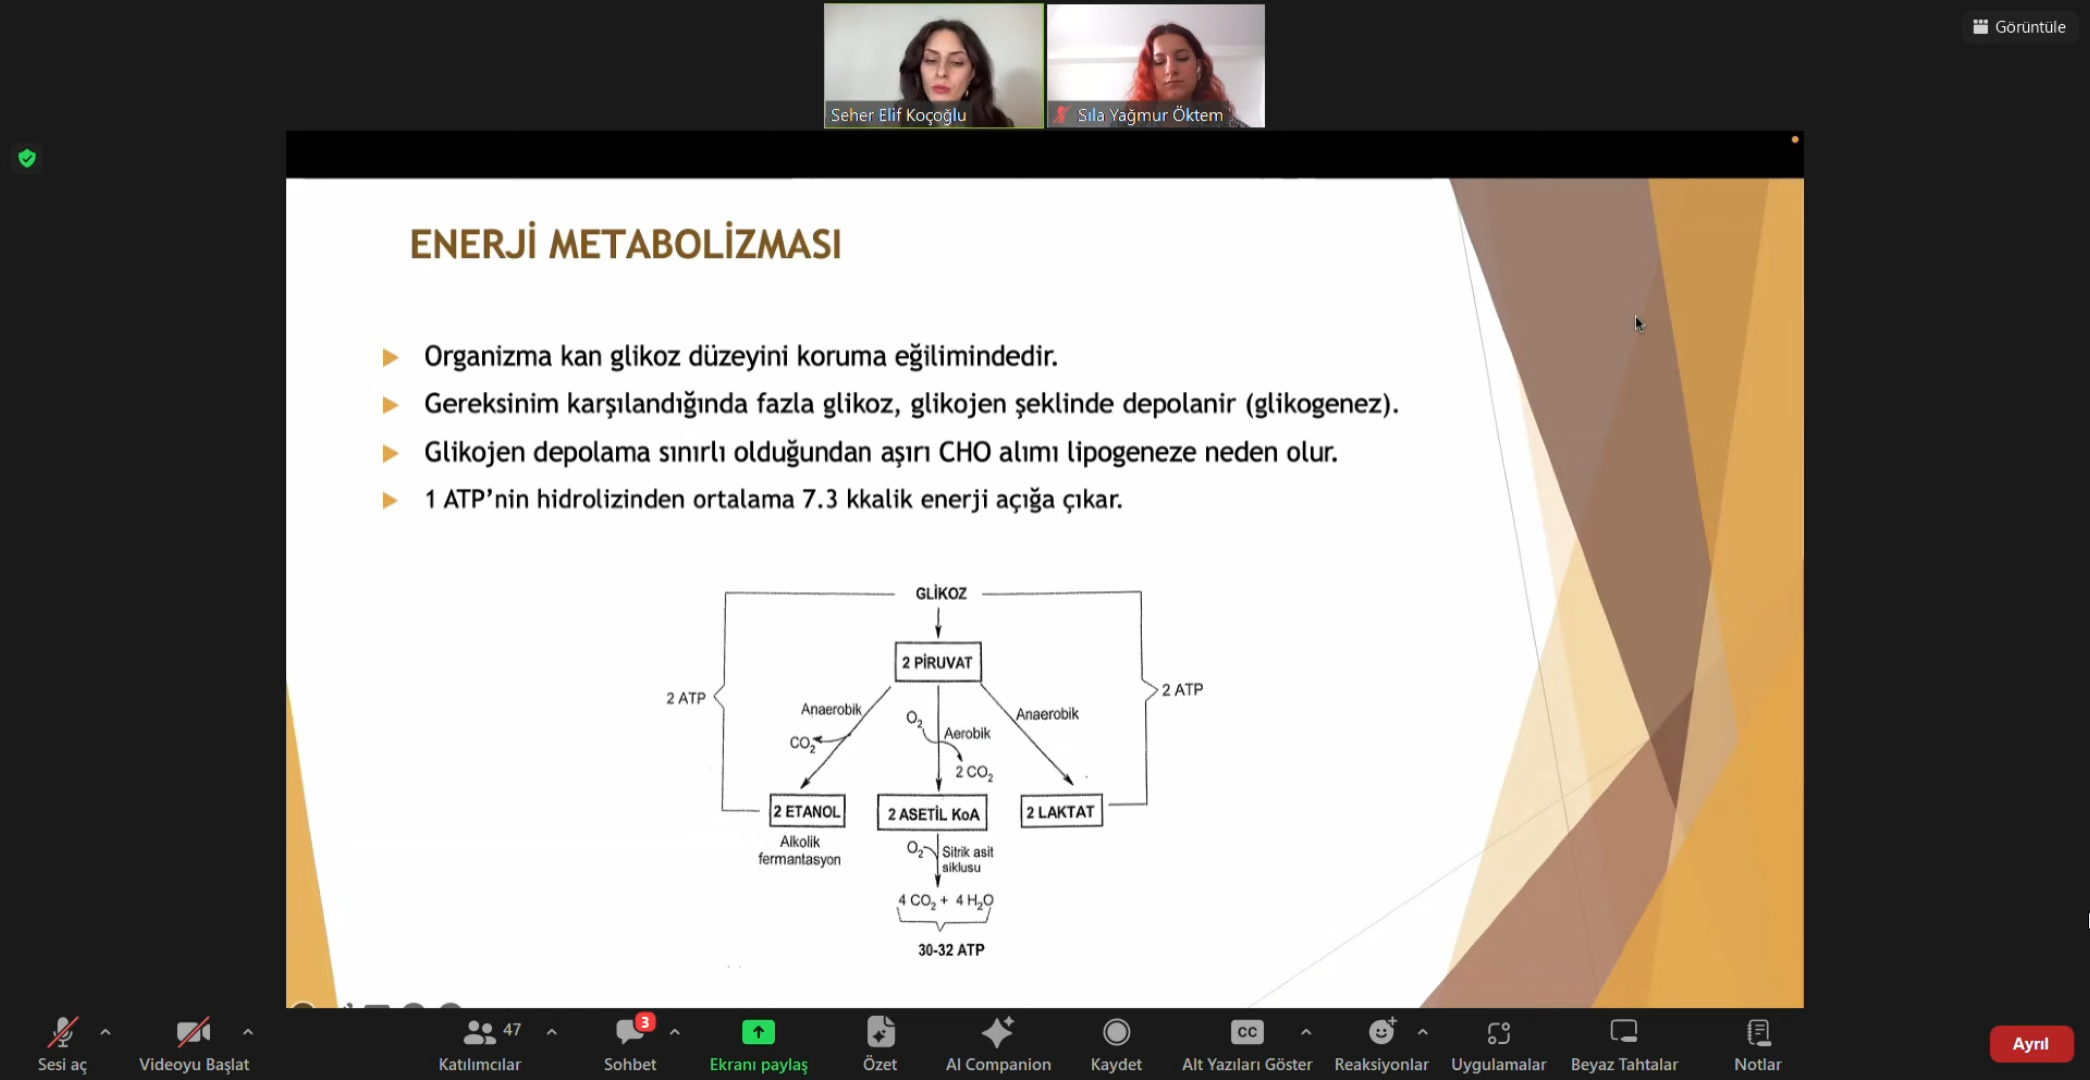 Görüntüle
Seher Elif Koçoğlu
Sıla Yağmur Öktem
ENERJİ METABOLİZMASI
Organizma kan glikoz düzeyini koruma eğilimindedir.
Gereksinim karşılandığında fazla glikoz, glikojen şeklinde depolanir (glikogenez).
Glikojen depolama sınırlı olduğundan aşırı CHO alımı lipogeneze neden olur.
1 ATP’nin hidrolizinden ortalama 7.3 kkalik enerji açığa çıkar.
GLİKOZ
2 PİRUVAT
2 ATP
2 ATP
Anaerobik
O2
Anaerobik
Aerobik
CO2
2 CO2
2 ETANOL
2 ASETİL KoA
2 LAKTAT
Alkolik
fermantasyon
O2
Sitrik asit
siklusu
4 CO2 + 4 H2O
30-32 ATP
47
3
CC
Sesi aç
Videoyu Başlat
Katılımcılar
Sohbet
Ekranı paylaş
Özet
AI Companion
Kaydet
Alt Yazıları Göster
Reaksiyonlar
Uygulamalar
Beyaz Tahtalar
Notlar
Ayrıl